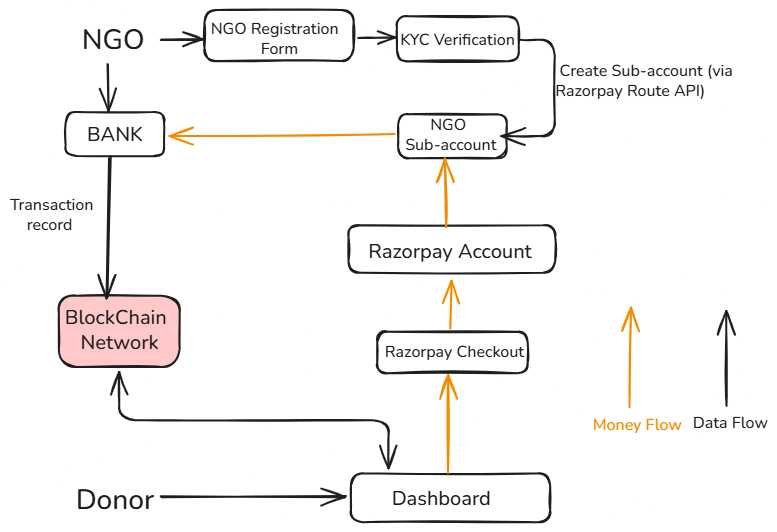 NGO
NGO Registration
Form
KYC Verification
Create Sub-account (via
Razorpay Route API)
BANK
NGO
Sub-account
Transaction
record
Razorpay Account
BlockChain
Network
Razorpay Checkout
Money Flow
Data Flow
Donor
Dashboard